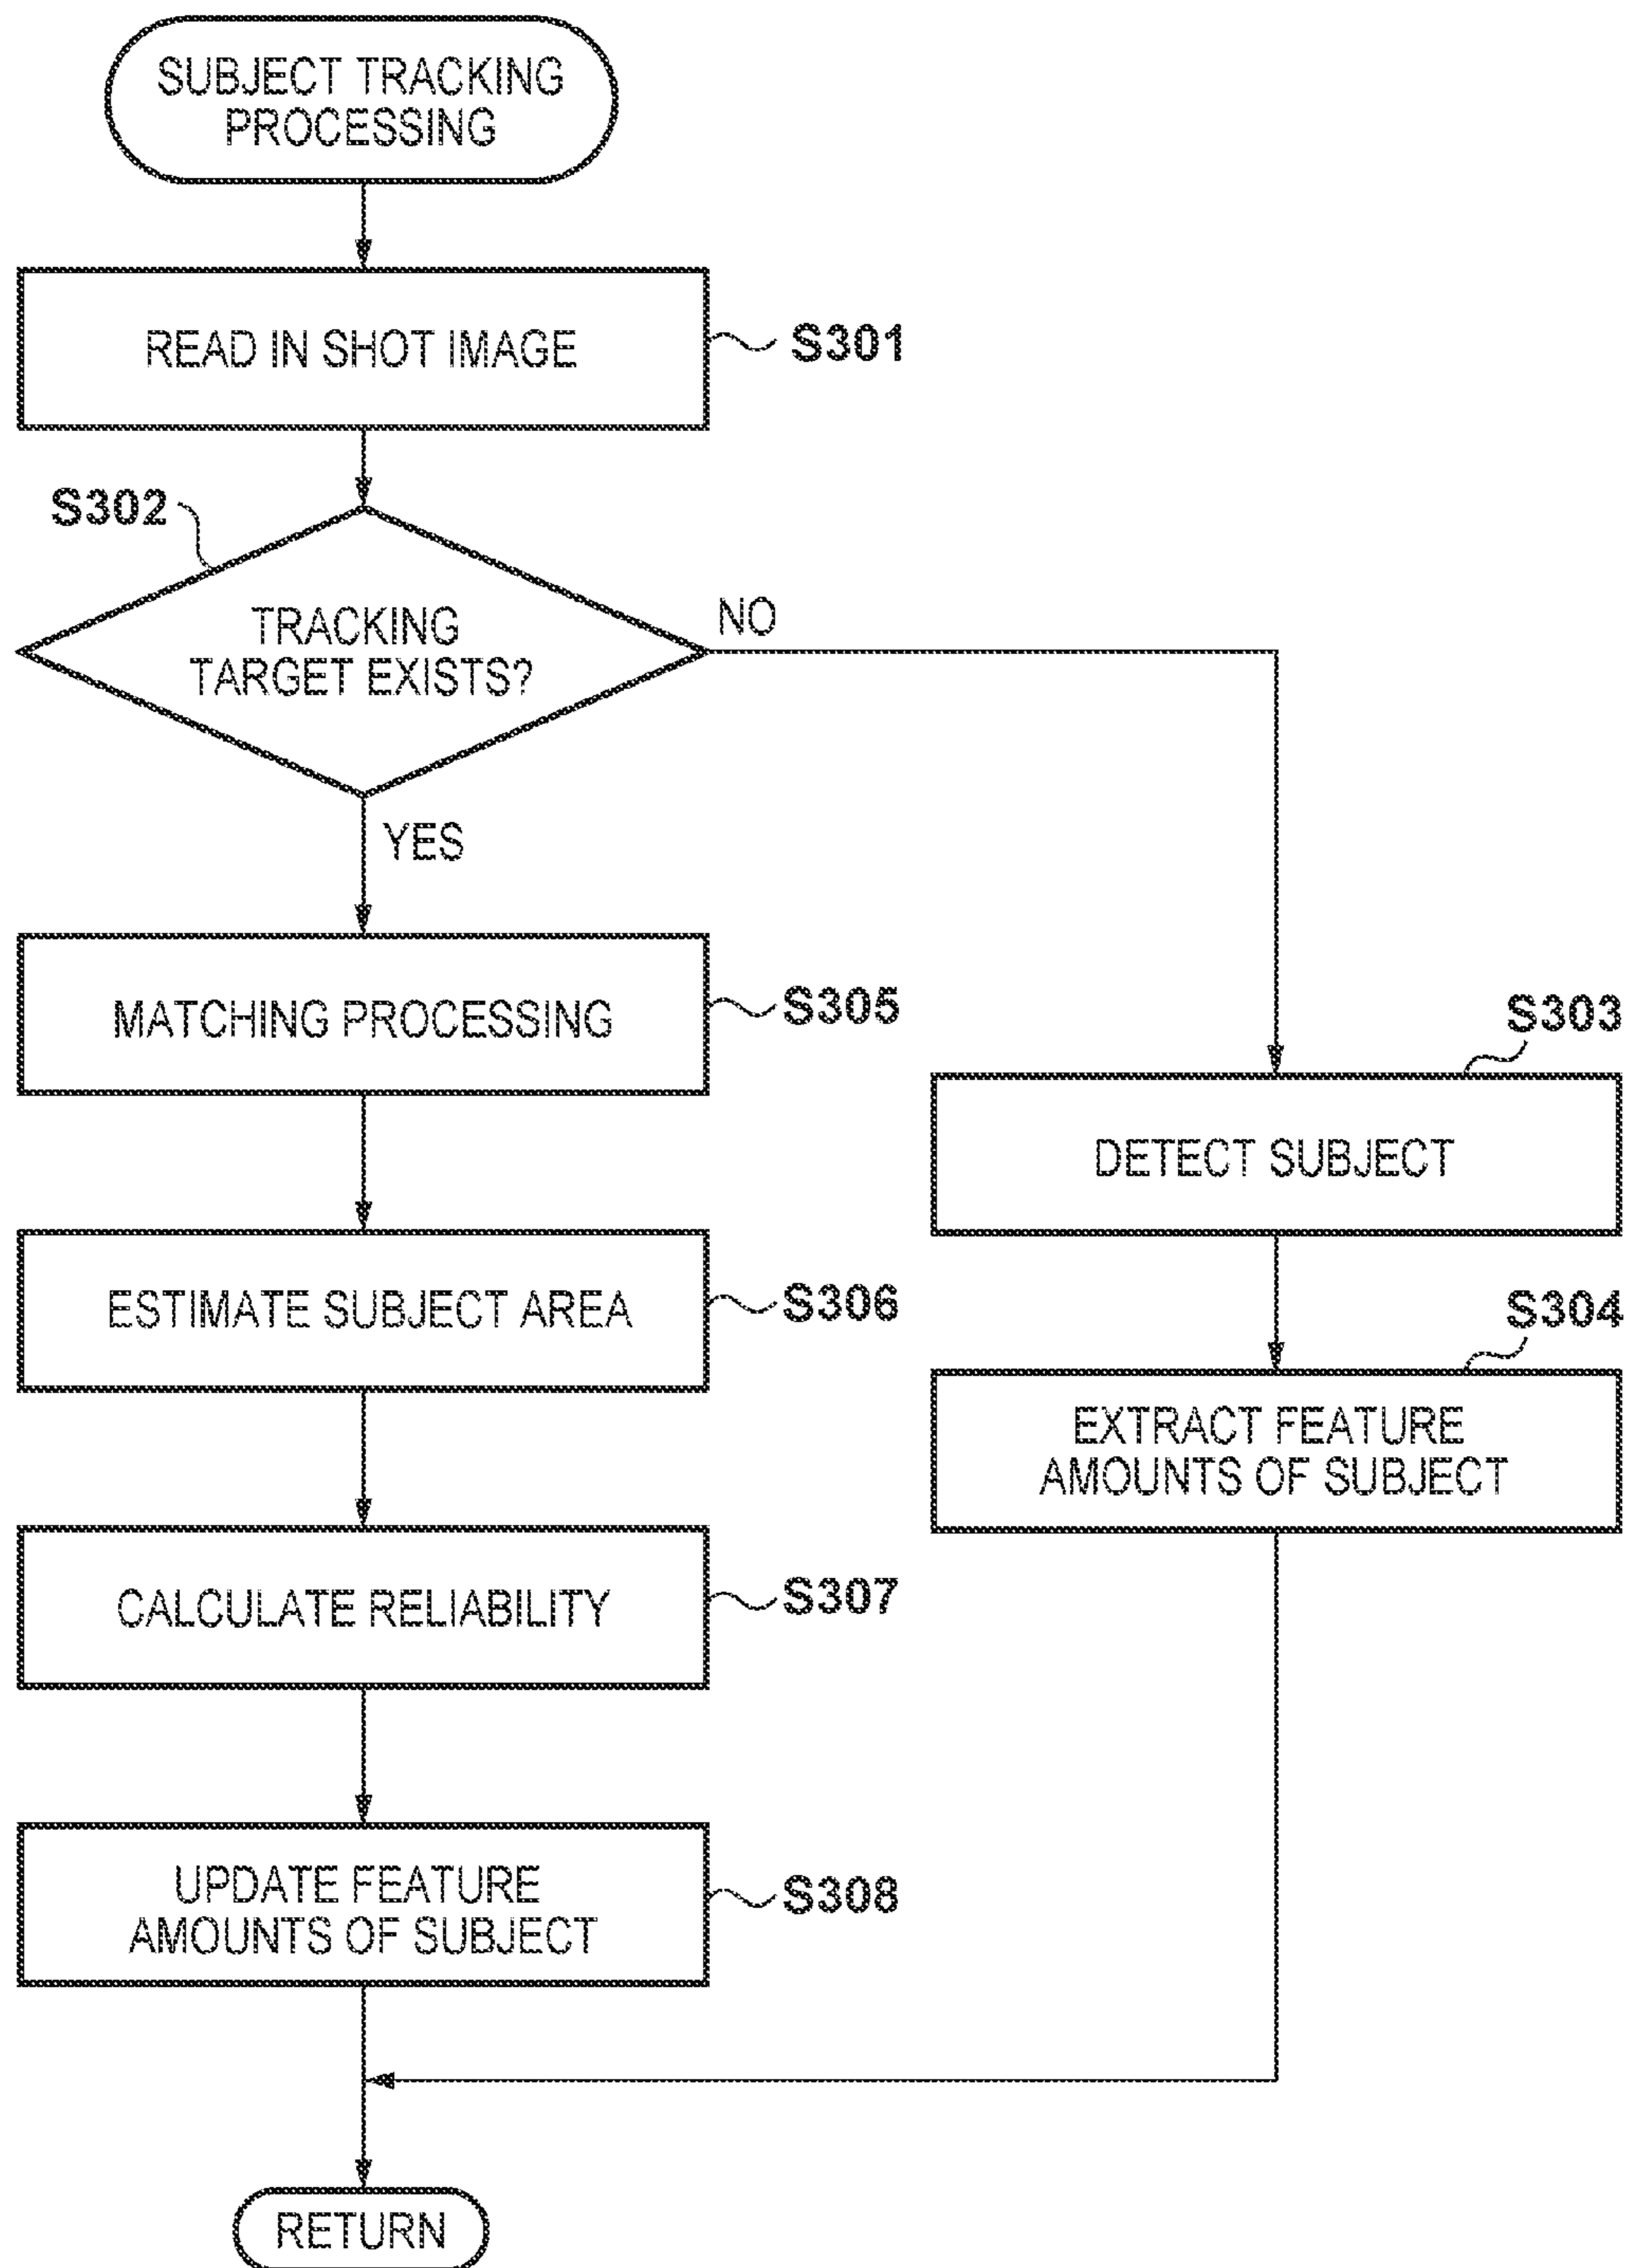 SUBJECT TRACKING
PROCESSING
READ IN SHOT IMAGE
S301
S302
TRACKING
TARGET EXISTS?
NO
YES
MATCHING PROCESSING
S305
S303
DETECT SUBJECT
ESTIMATE SUBJECT AREA
S306
S304
EXTRACT FEATURE
AMOUNTS OF SUBJECT
CALCULATE RELIABILITY
S307
UPDATE FEATURE
AMOUNTS OF SUBJECT
S308
RETURN